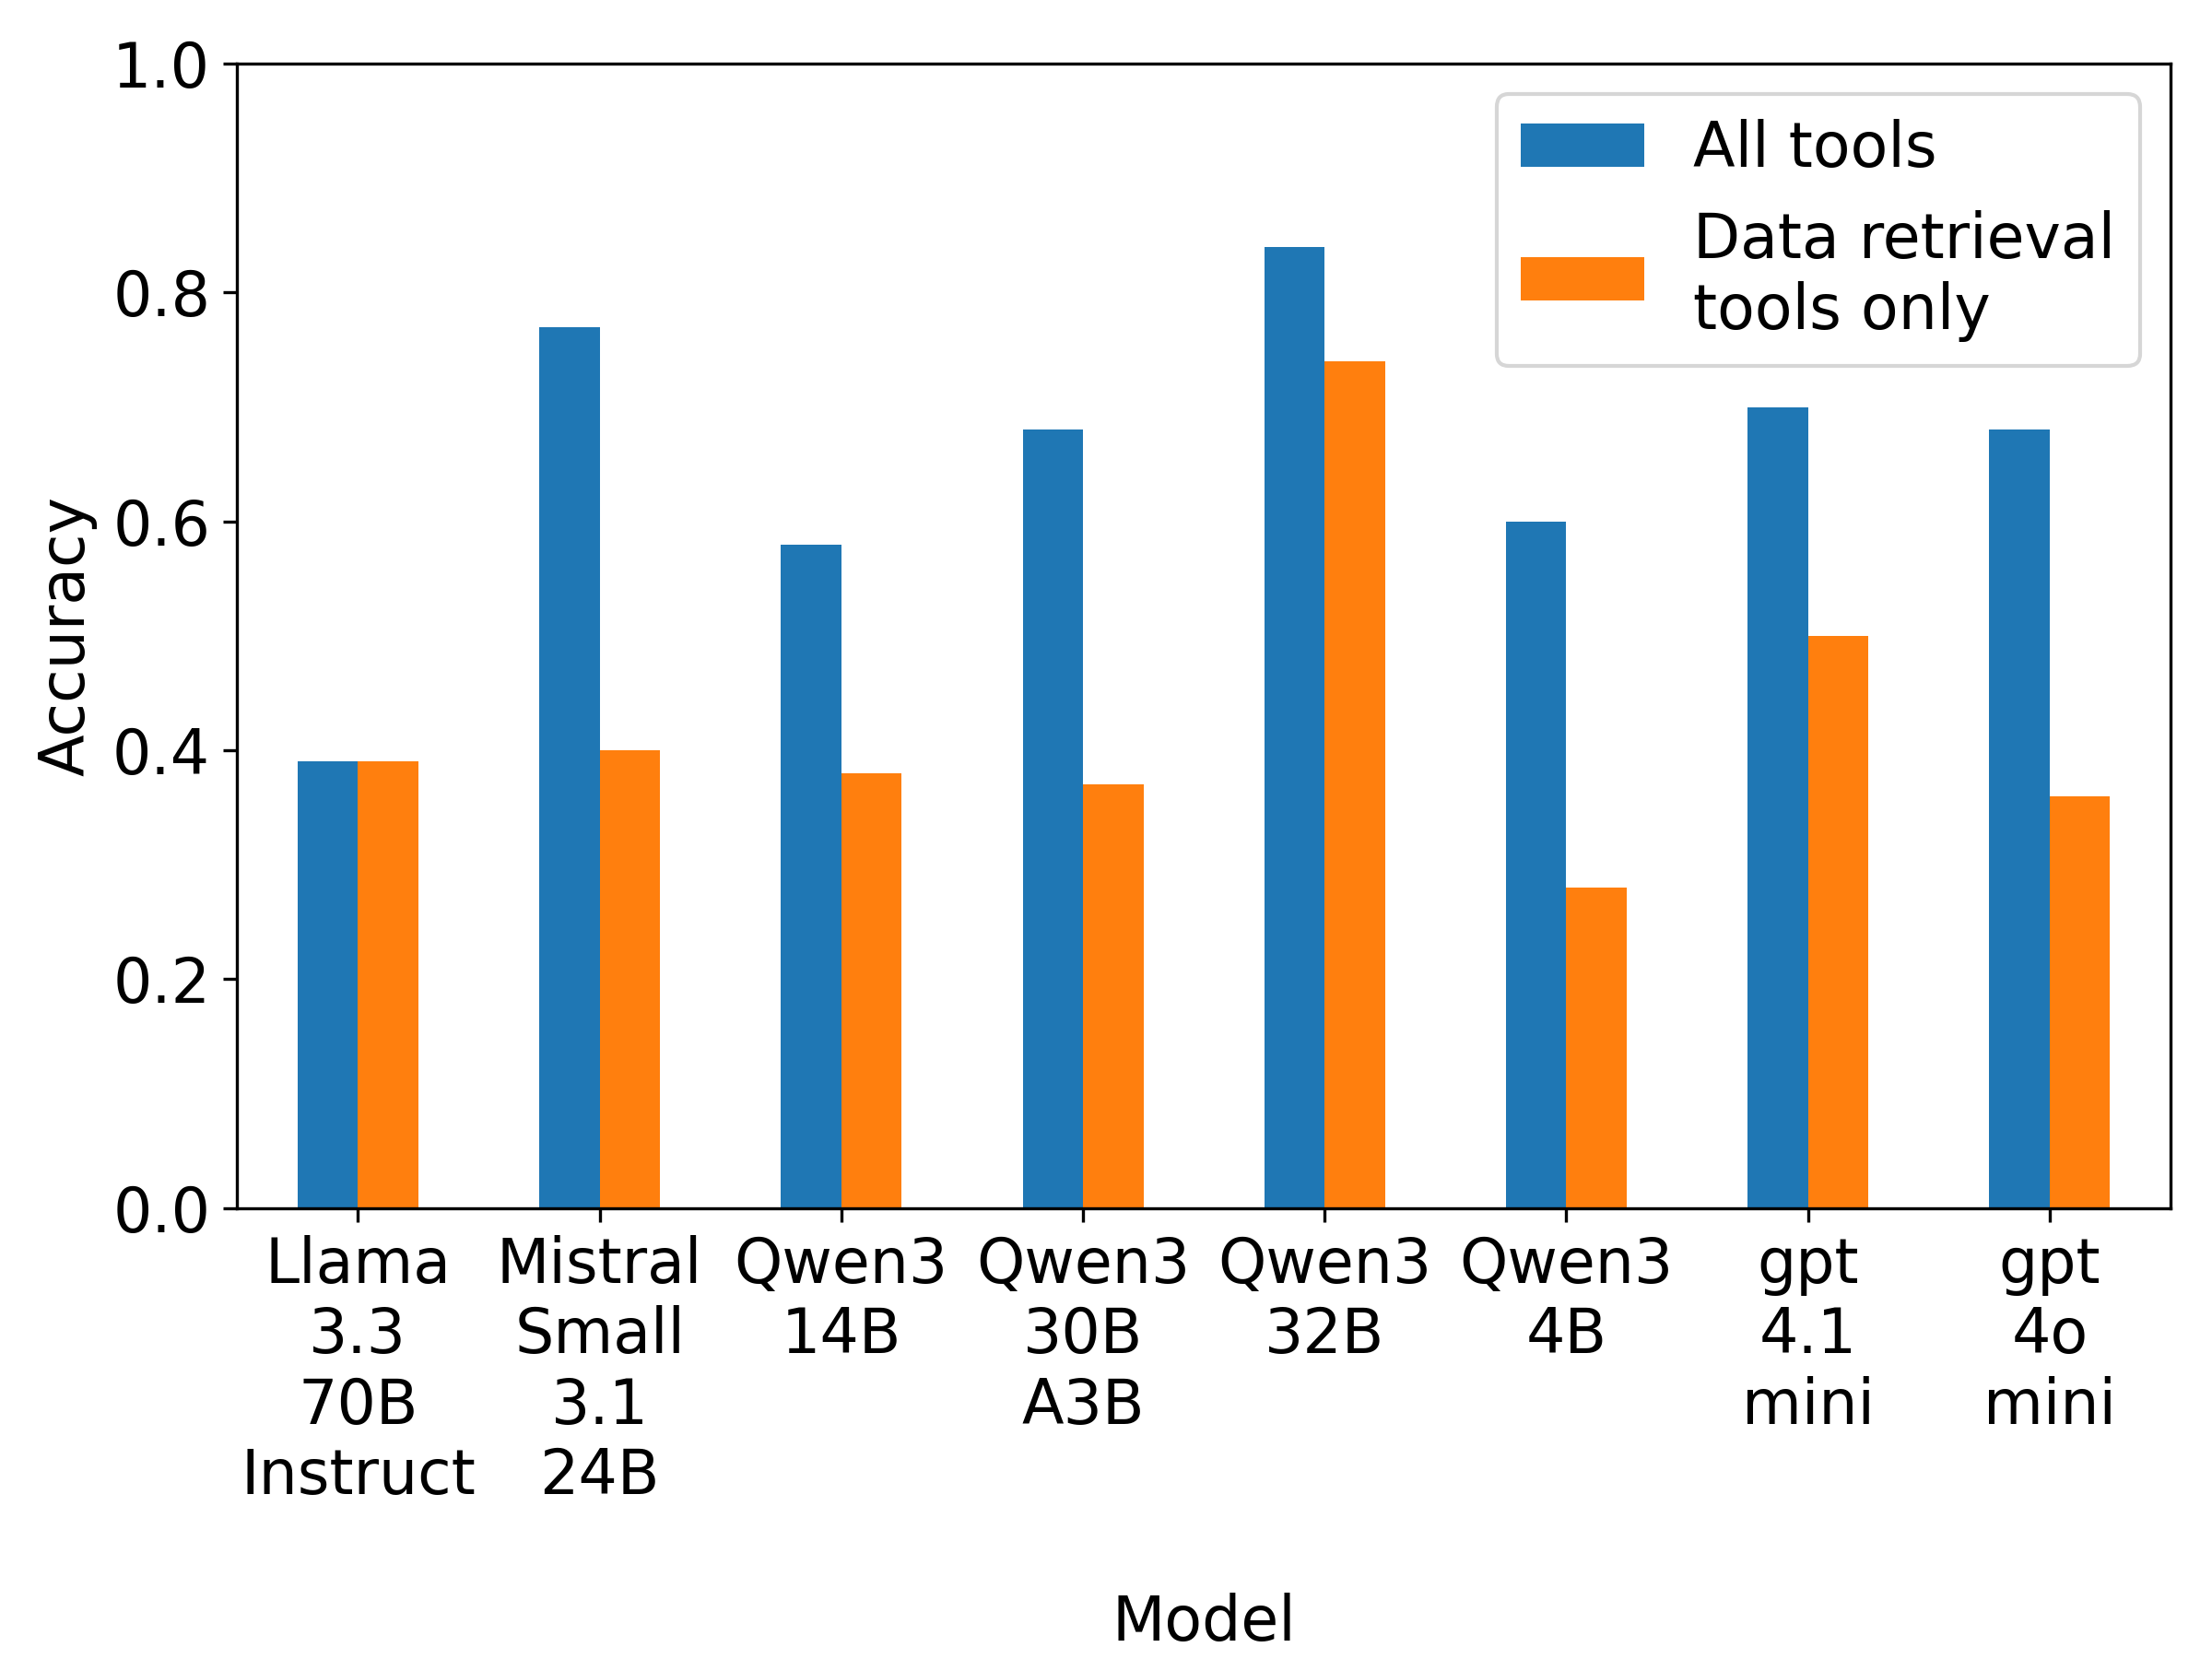 1.0
0.8
0.6
0.4
0.2
0.0
Accuracy
All tools
Data retrieval
tools only
Llama
3.3
70B
Instruct
Mistral
Small
3.1
24B
Qwen3
14B
Qwen3
30B
A3B
Qwen3
32B
Qwen3
4B
gpt
4.1
mini
gpt
4o
mini
Model